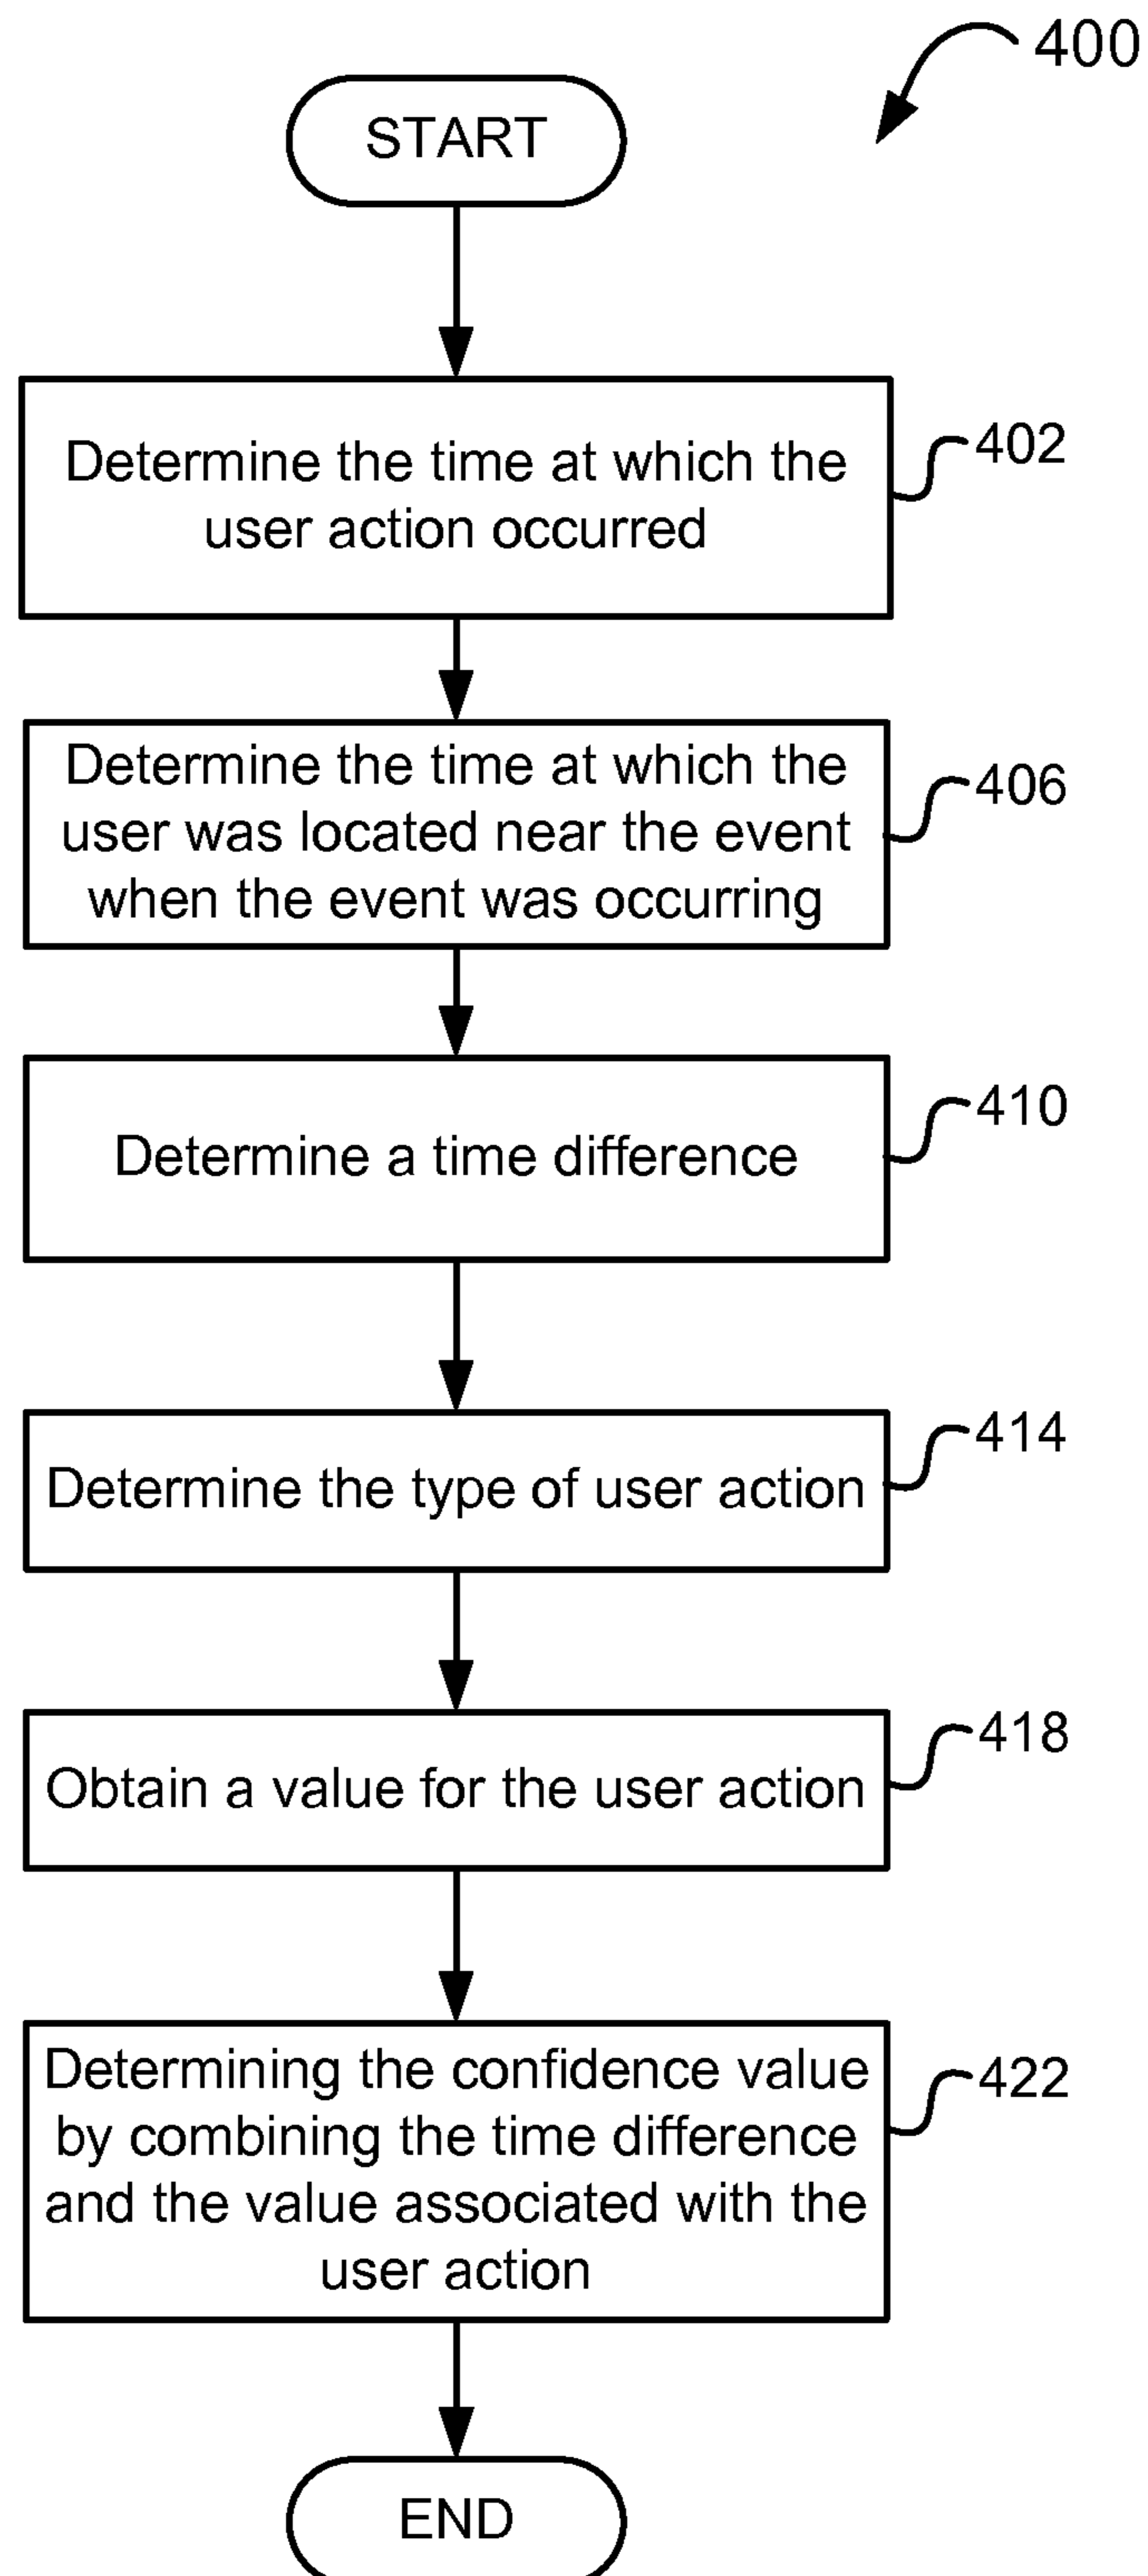 400
START
Determine the time at which the
user action occurred
402
Determine the time at which the
user was located near the event
when the event was occurring
406
Determine a time difference
410
Determine the type of user action
414
Obtain a value for the user action
418
Determining the confidence value
by combining the time difference
and the value associated with the
user action
422
END